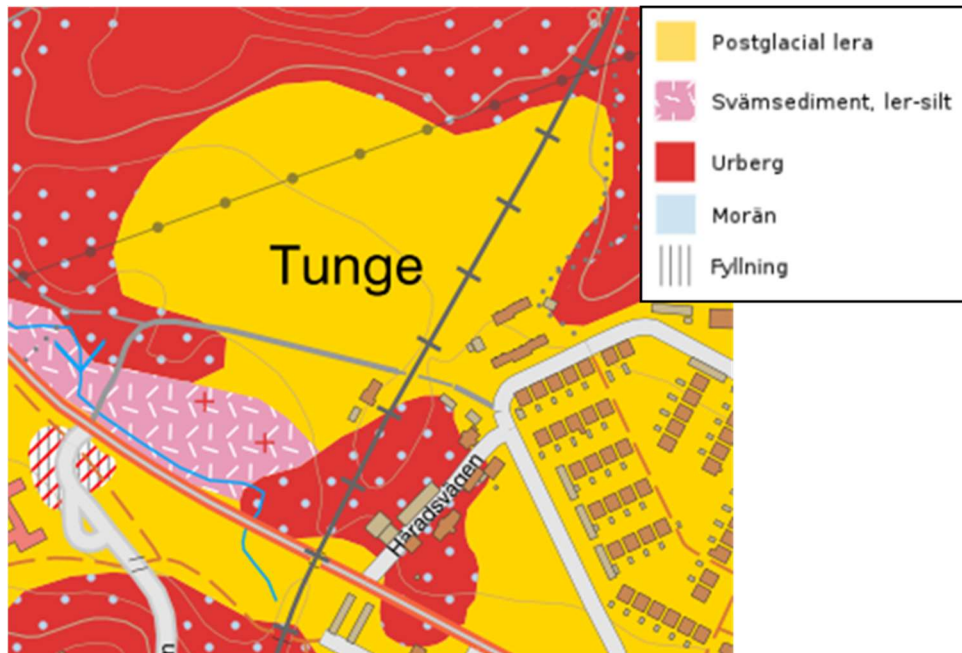 Postglacial lera
Svämsediment, ler-silt
Urberg
Morän
Fyllning
Tunge
Häradsvägen
n